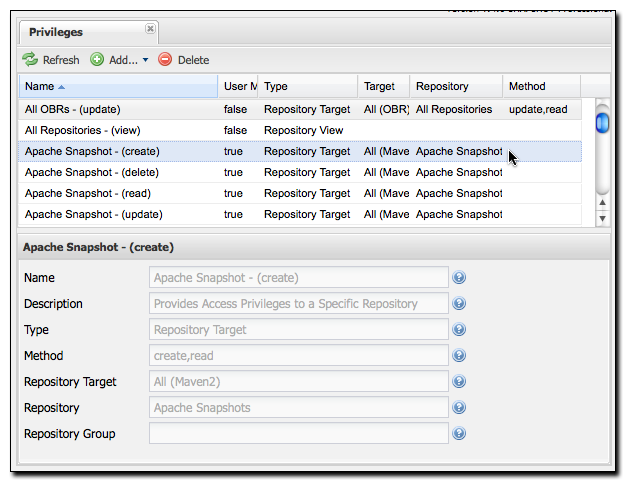 Privileges
Refresh Add... Delete
Name User M Type Target Repository Method
All OBRs - (update) false Repository Target All (OBR) All Repositories update,read
All Repositories - (view) false Repository View
Apache Snapshot - (create) true Repository Target All (Mave Apache Snapshot
Apache Snapshot - (delete) true Repository Target All (Mave Apache Snapshot
Apache Snapshot - (read) true Repository Target All (Mave Apache Snapshot
Apache Snapshot - (update) true Repository Target All (Mave Apache Snapshot
Apache Snapshot - (create)
Name Apache Snapshot - (create)
Description Provides Access Privileges to a Specific Repository
Type Repository Target
Method create,read
Repository Target All (Maven2)
Repository Apache Snapshots
Repository Group